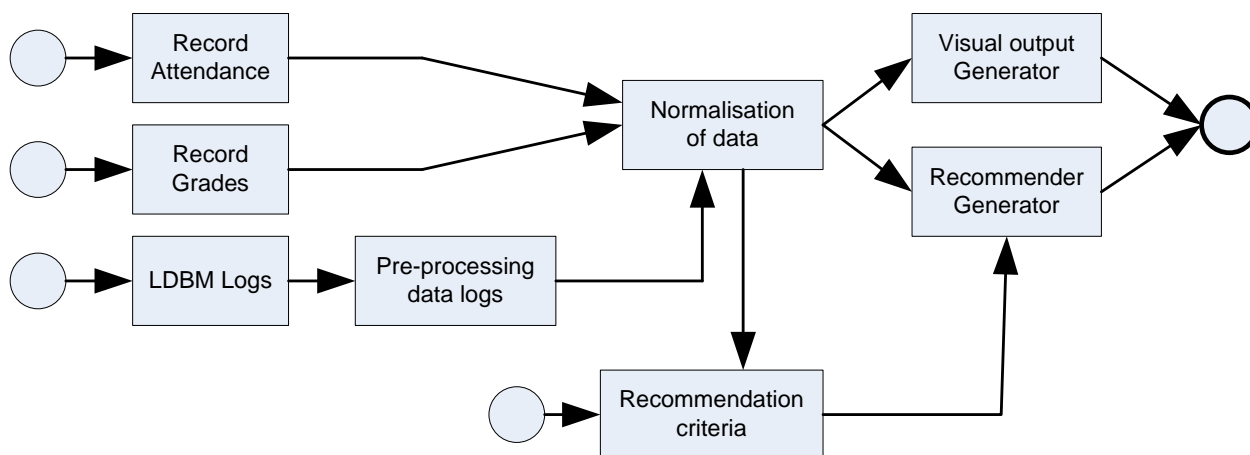 Record
Attendance
Record
Grades
LDBM Logs
Pre-processing
data logs
Normalisation
of data
Visual output
Generator
Recommender
Generator
Recommendation
criteria